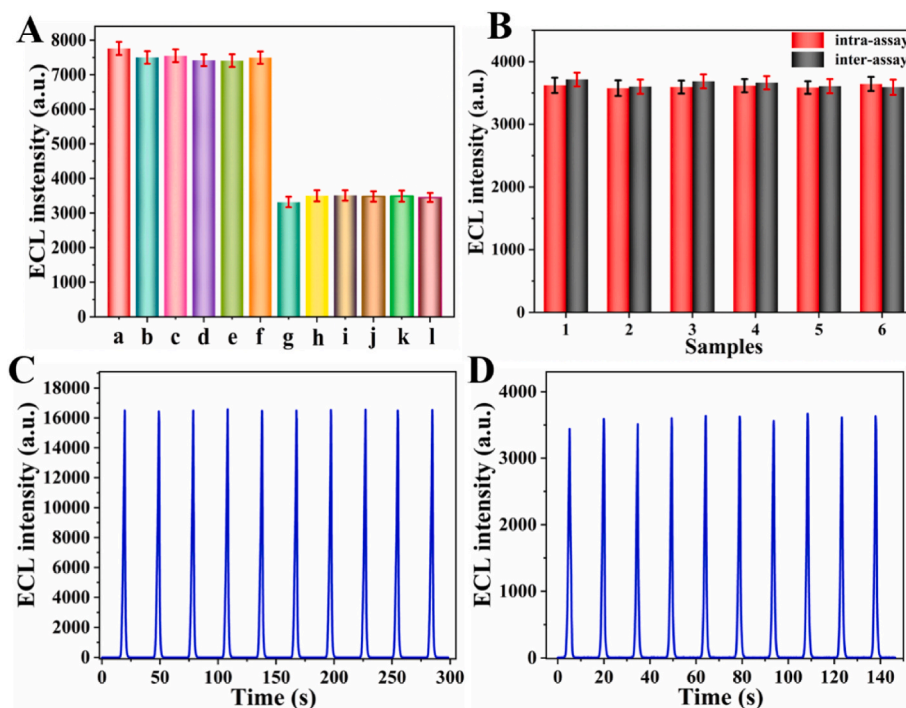 A
ECL instensity (a.u.)
8000
7000
6000
5000
4000
3000
2000
1000
0
a b c d e f g h i j k l
B
intra-assay
inter-assay
ECL intensity (a.u.)
4000
3000
2000
1000
0
1 2 3 4 5 6
Samples
C
ECL intensity (a.u.)
18000
16000
14000
12000
10000
8000
6000
4000
2000
0
0 50 100 150 200 250 300
Time (s)
D
ECL intensity (a.u.)
4000
3000
2000
1000
0
0 20 40 60 80 100 120 140
Time (s)